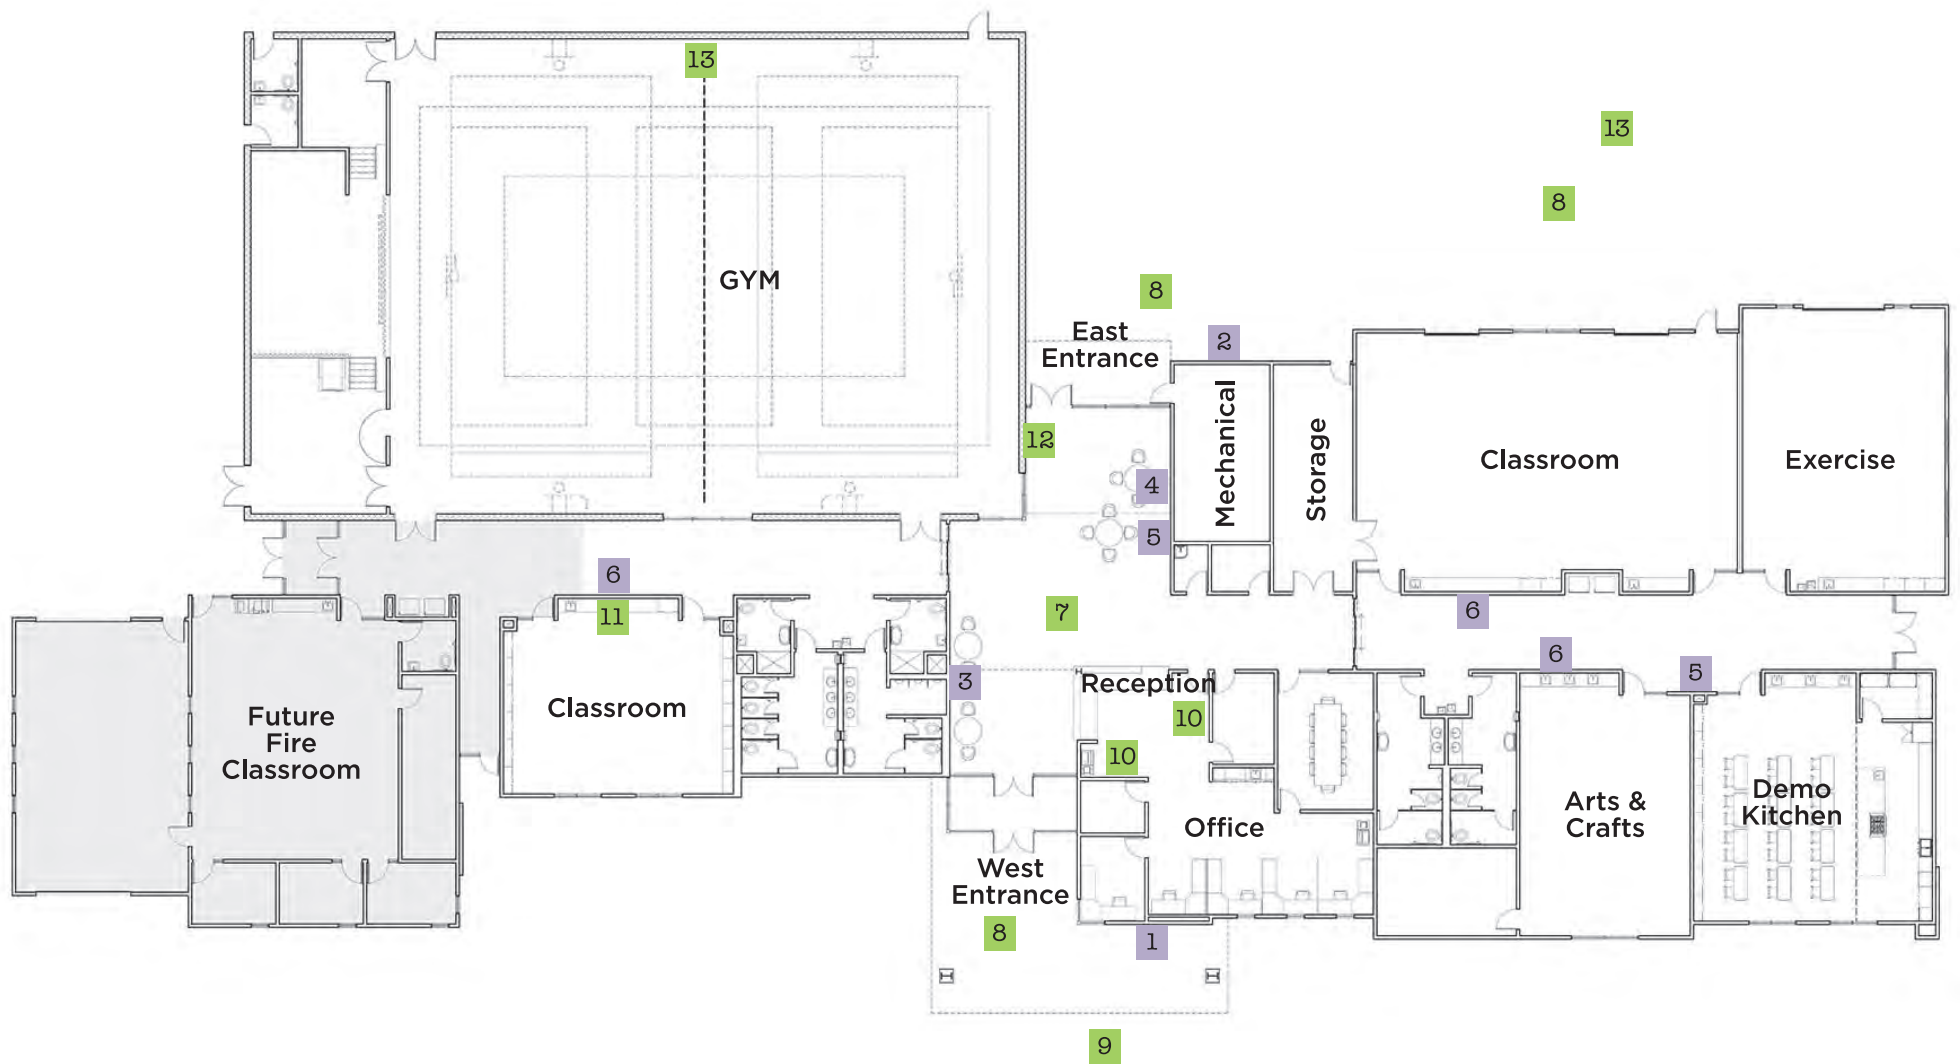 13
13
8
GYM
8
East
Entrance
2
Mechanical
Storage
12
Classroom
Exercise
4
5
6
11
7
6
6
3
Reception
5
10
10
Future
Fire
Classroom
Classroom
Office
Arts &
Crafts
Demo
Kitchen
West
Entrance
8
1
9